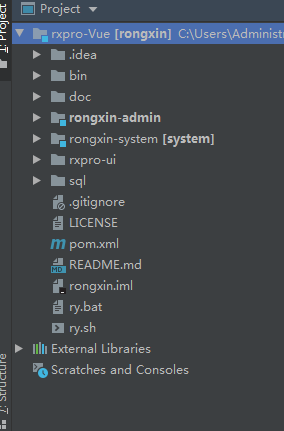 1: Project
Project
rxpro-Vue [rongxin] C:\Users\Administ
.idea
bin
doc
rongxin-admin
rongxin-system [system]
rxpro-ui
sql
.gitignore
LICENSE
pom.xml
README.md
rongxin.iml
ry.bat
ry.sh
External Libraries
Scratches and Consoles
7: Structure